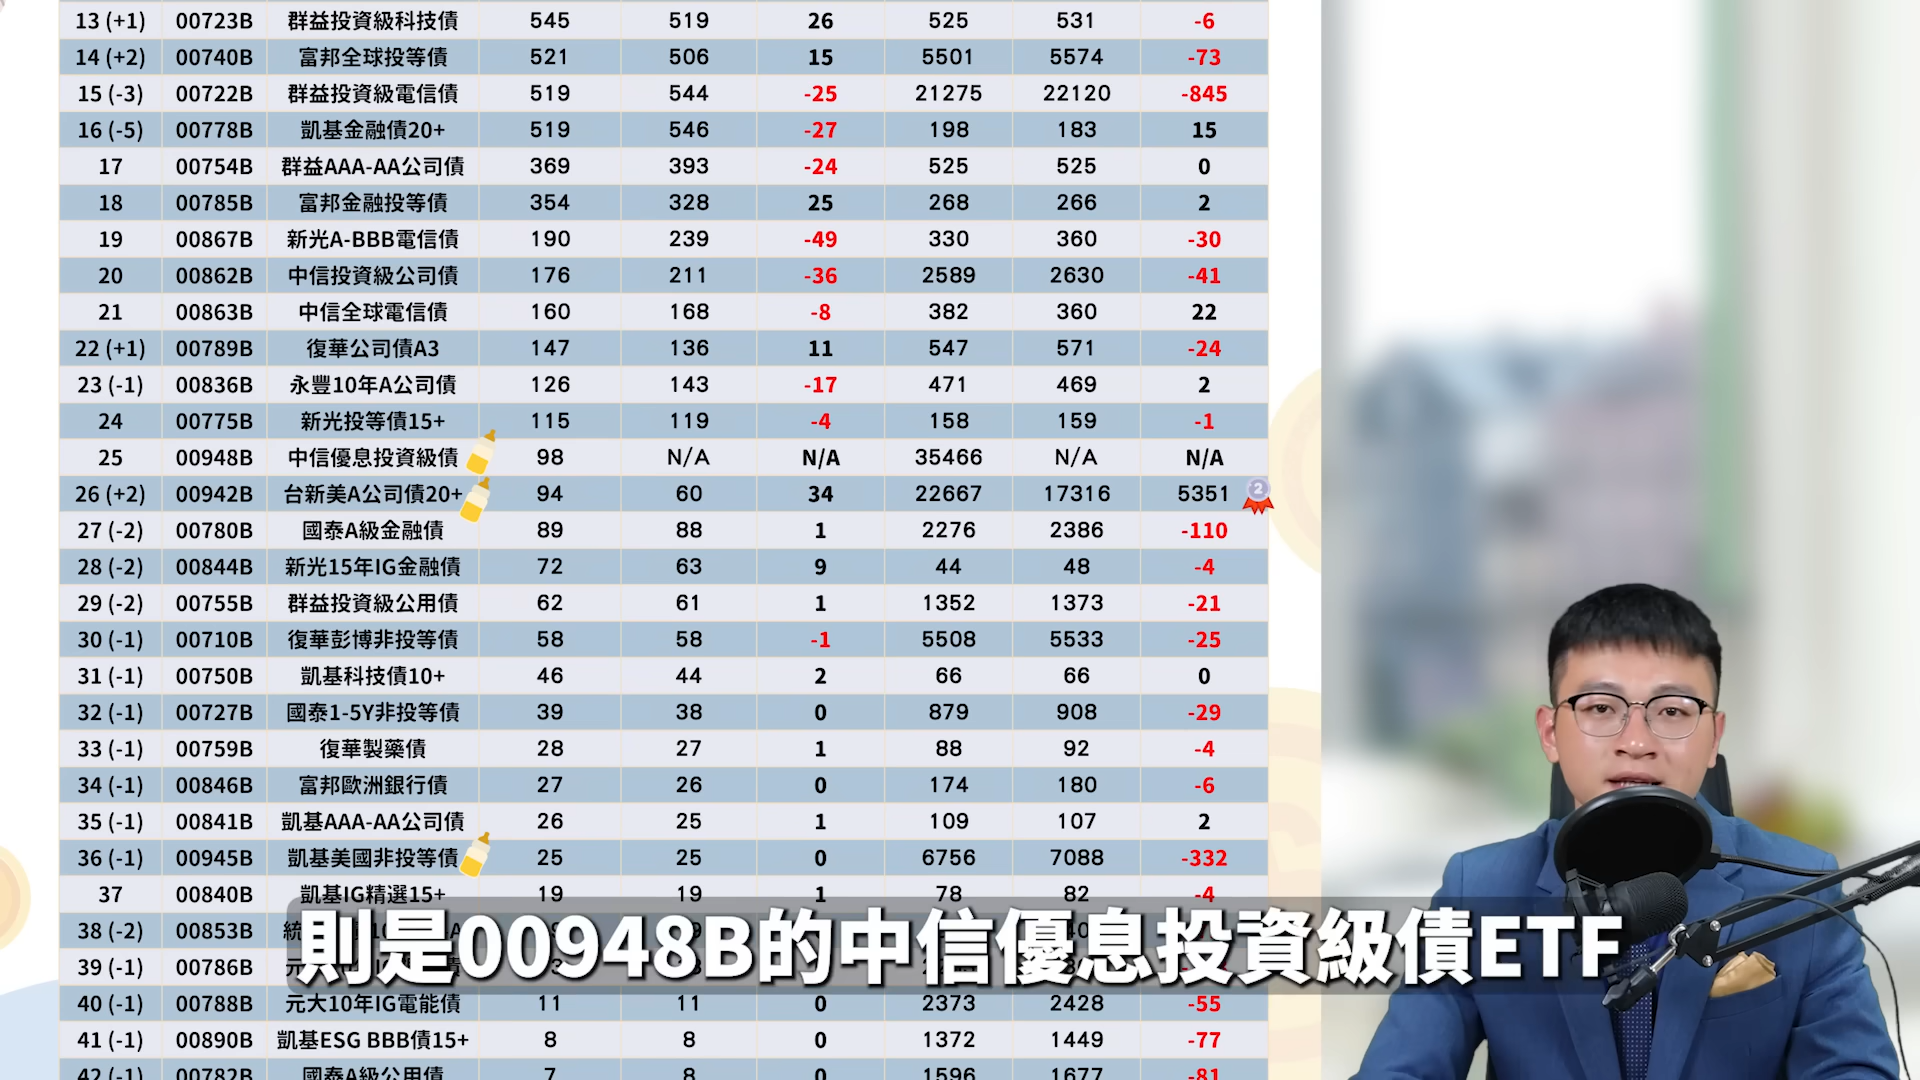 13 (+1) 00723B 群益投資級科技債 545 519 26 525 531 -6
14 (+2) 00740B 富邦全球投等債 521 506 15 5501 5574 -73
15 (-3) 00722B 群益投資級電信債 519 544 -25 21275 22120 -845
16 (-5) 00778B 凱基金融債20+ 519 546 -27 198 183 15
17 00754B 群益AAA-AA公司債 369 393 -24 525 525 0
18 00785B 富邦金融投等債 354 328 25 268 266 2
19 00867B 新光A-BBB電信債 190 239 -49 330 360 -30
20 00862B 中信投資級公司債 176 211 -36 2589 2630 -41
21 00863B 中信全球電信債 160 168 -8 382 360 22
22 (+1) 00789B 復華公司債A3 147 136 11 547 571 -24
23 (-1) 00836B 永豐10年A公司債 126 143 -17 471 469 2
24 00775B 新光投等債15+ 115 119 -4 158 159 -1
25 00948B 中信優息投資級債 98 N/A N/A 35466 N/A N/A
26 (+2) 00942B 台新美A公司債20+ 94 60 34 22667 17316 5351 2
27 (-2) 00780B 國泰A級金融債 89 88 1 2276 2386 -110
28 (-2) 00844B 新光15年IG金融債 72 63 9 44 48 -4
29 (-2) 00755B 群益投資級公用債 62 61 1 1352 1373 -21
30 (-1) 00710B 復華彭博非投等債 58 58 -1 5508 5533 -25
31 (-1) 00750B 凱基科技債10+ 46 44 2 66 66 0
32 (-1) 00727B 國泰1-5Y非投等債 39 38 0 879 908 -29
33 (-1) 00759B 復華製藥債 28 27 1 88 92 -4
34 (-1) 00846B 富邦歐洲銀行債 27 26 0 174 180 -6
35 (-1) 00841B 凱基AAA-AA公司債 26 25 1 109 107 2
36 (-1) 00945B 凱基美國非投等債 25 25 0 6756 7088 -332
37 00840B 凱基IG精選15+ 19 19 1 78 82 -4
38 (-2) 00853B 統
39 (-1) 00786B 元
則是00948B的中信優息投資級債ETF
40 (-1) 00788B 元大10年IG電能債 11 11 0 2373 2428 -55
41 (-1) 00890B 凱基ESG BBB債15+ 8 8 0 1372 1449 -77
42 (-1) 00782B 國泰A級公用債 7 8 0 1596 1677 -81